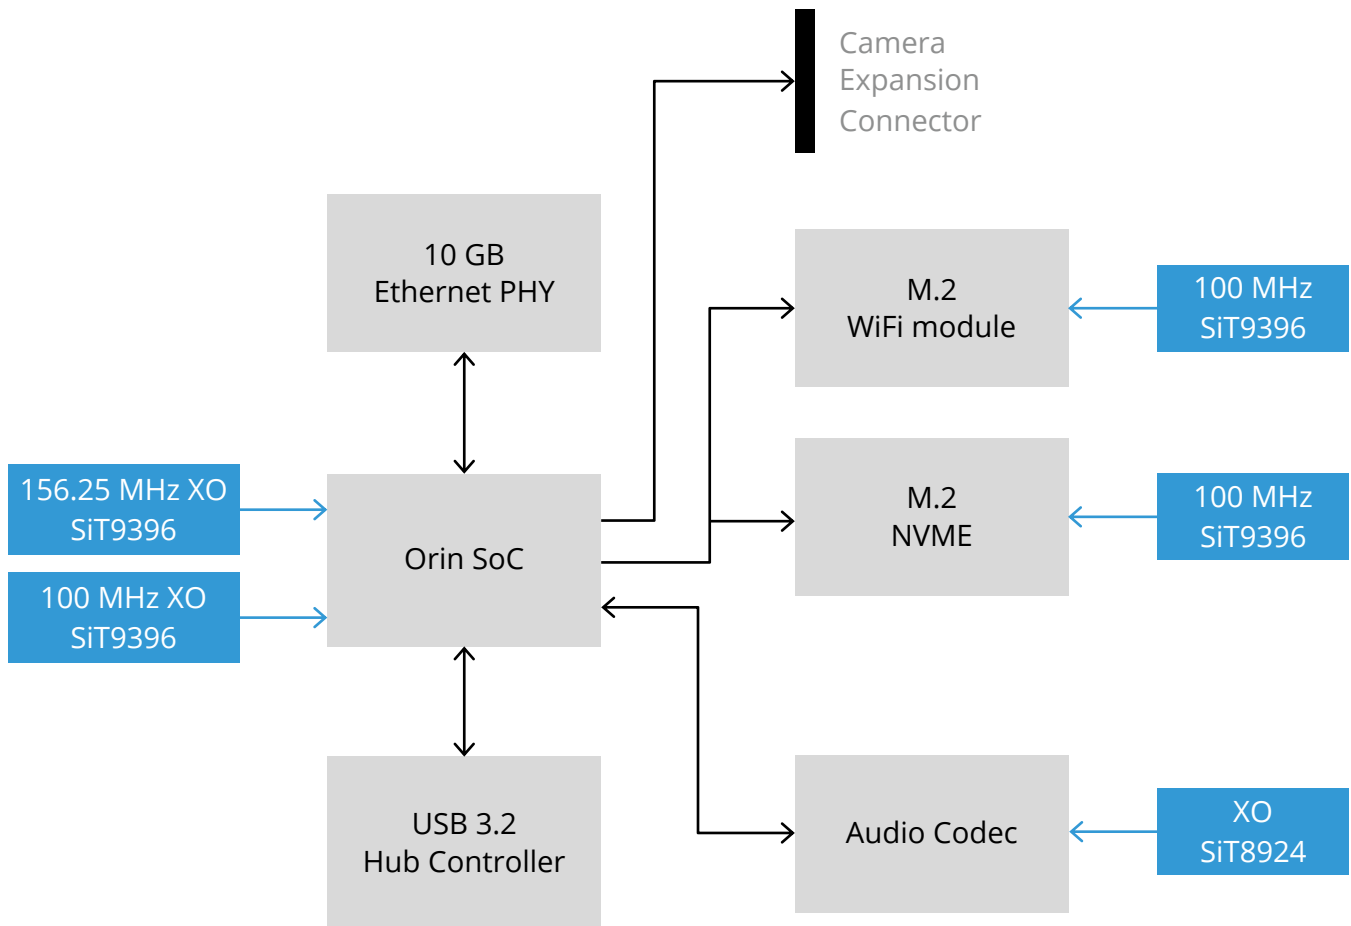 Camera
Expansion
Connector
10 GB
Ethernet PHY
M.2
WiFi module
100 MHz
SiT9396
156.25 MHz XO
SiT9396
100 MHz XO
SiT9396
Orin SoC
M.2
NVME
100 MHz
SiT9396
USB 3.2
Hub Controller
Audio Codec
XO
SiT8924